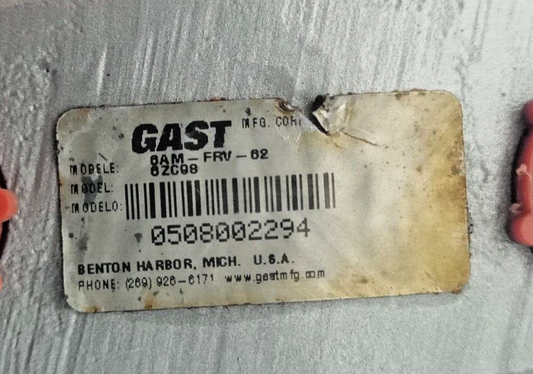 GAST MFG. CORP
8AM-FRV-62
MODELE: 6ZC98
MODEL:
MODELO:
0508002294
BENTON HARBOR, MICH. U.S.A.
PHONE: (269) 926-6171 www.gastmfg.com